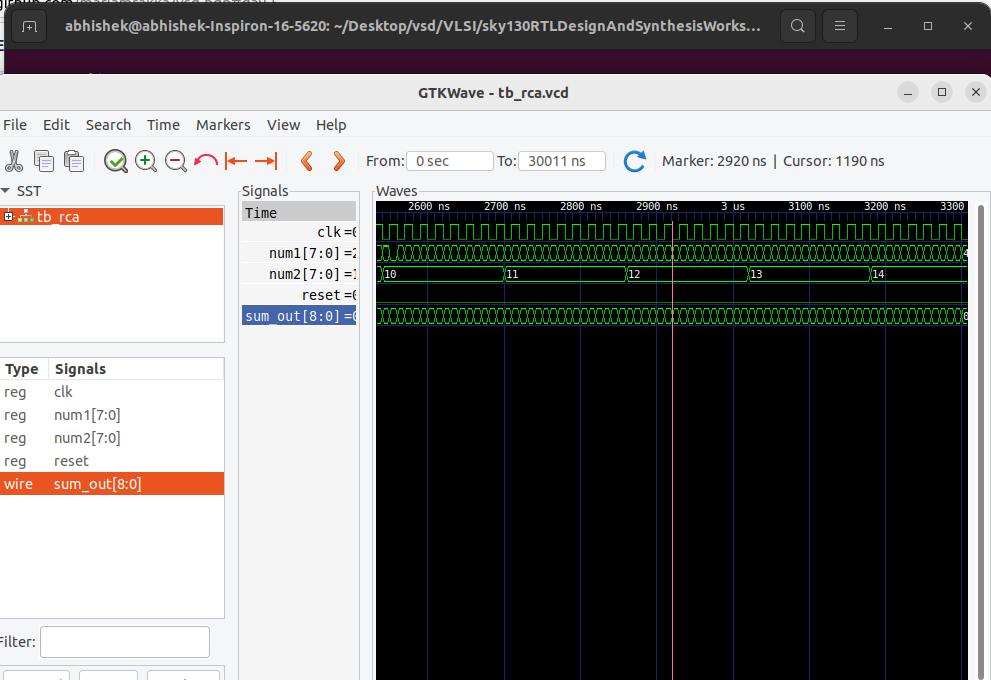 abhishek@abhishek-Inspiron-16-5620: ~/Desktop/vsd/VLSI/sky130RTLDesignAndSynthesisWorks...
GTKWave - tb_rca.vcd
File Edit Search Time Markers View Help
From: 0 sec To: 30011 ns Marker: 2920 ns | Cursor: 1190 ns
SST
tb_rca
Type Signals
reg clk
reg num1[7:0]
reg num2[7:0]
reg reset
wire sum_out[8:0]
Filter:
Signals
Time
clk=0
num1[7:0]=2
num2[7:0]=1
reset=0
sum_out[8:0]=0
Waves
2600 ns 2700 ns 2800 ns 2900 ns 3 us 3100 ns 3200 ns 3300
10 11 12 13 14